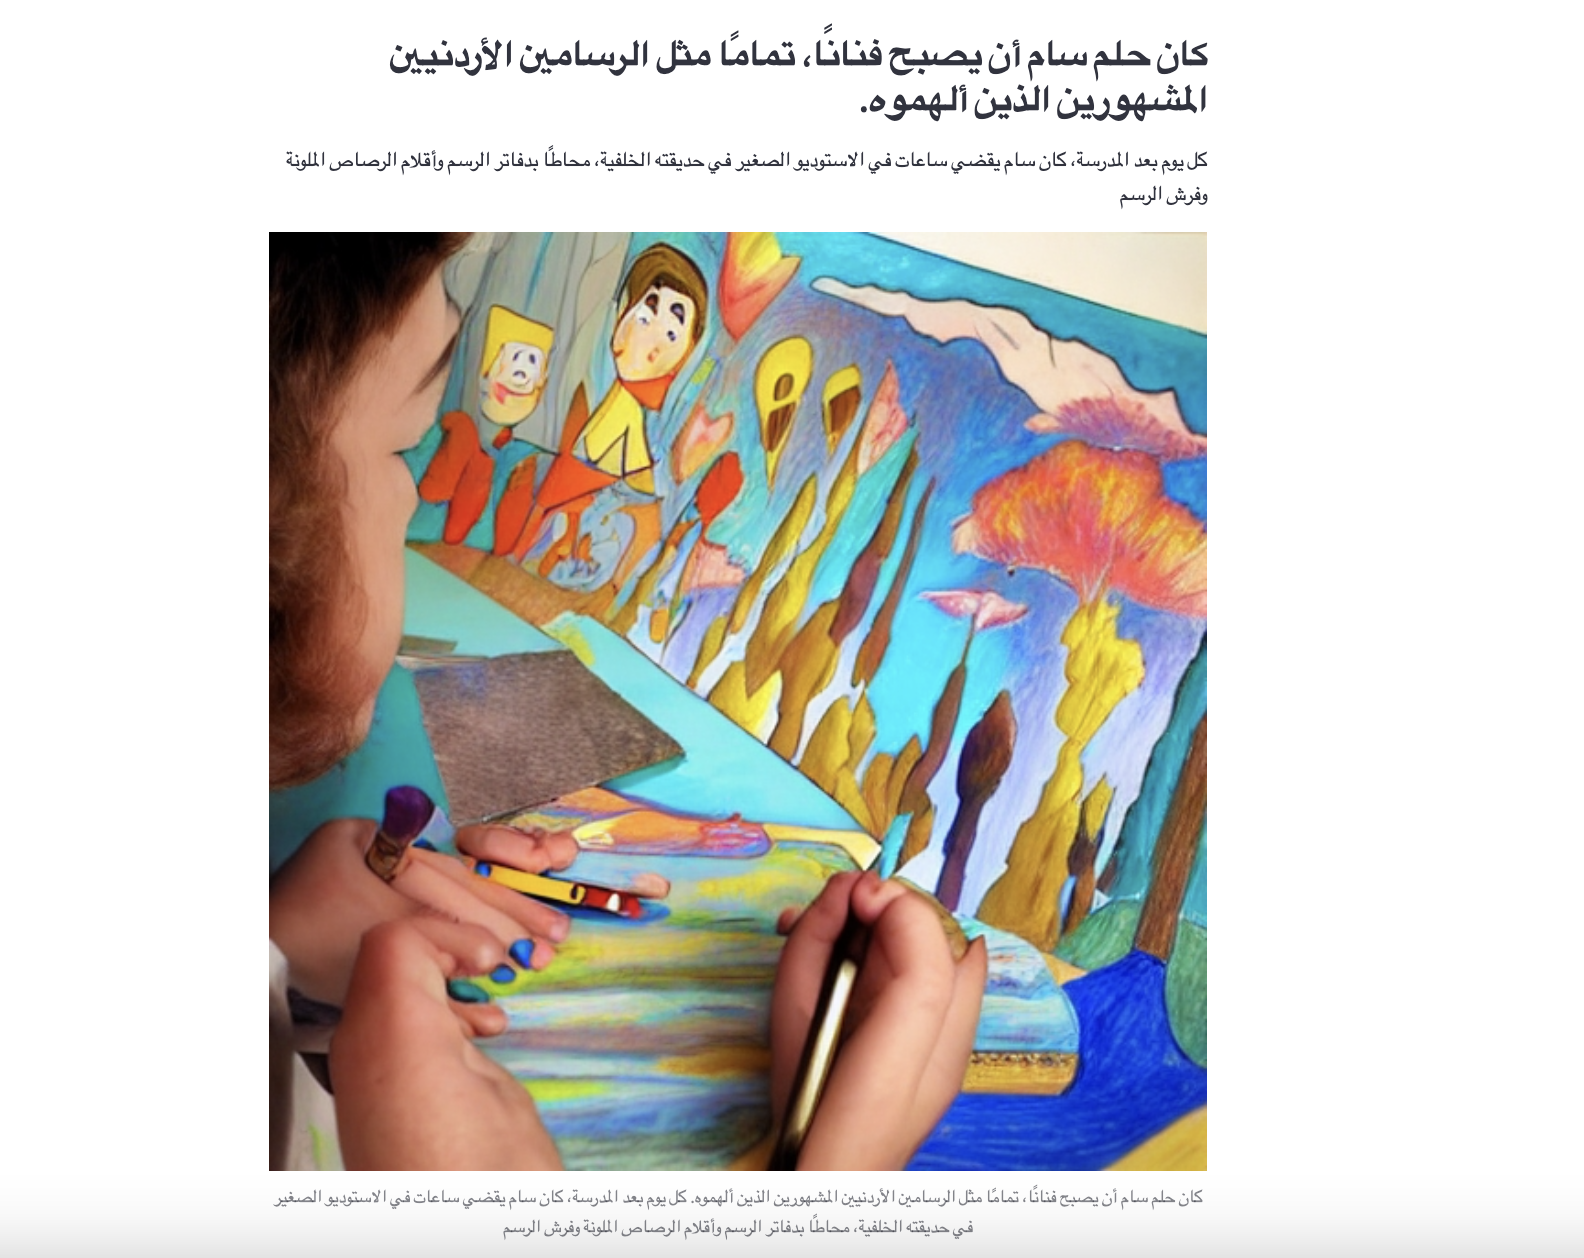 كان حلم سام أن يصبح فنانًا، تمامًا مثل الرسامين الأردنيين
المشهورين الذين ألهموه.
كل يوم بعد المدرسة، كان سام يقضي ساعات في الاستوديو الصغير في حديقته الخلفية، محاطًا بدفاتر الرسم وأقلام الرصاص الملونة
وفرش الرسم
كان حلم سام أن يصبح فنانًا، تمامًا مثل الرسامين الأردنيين المشهورين الذين ألهموه. كل يوم بعد المدرسة، كان سام يقضي ساعات في الاستوديو الصغير
في حديقته الخلفية، محاطًا بدفاتر الرسم وأقلام الرصاص الملونة وفرش الرسم